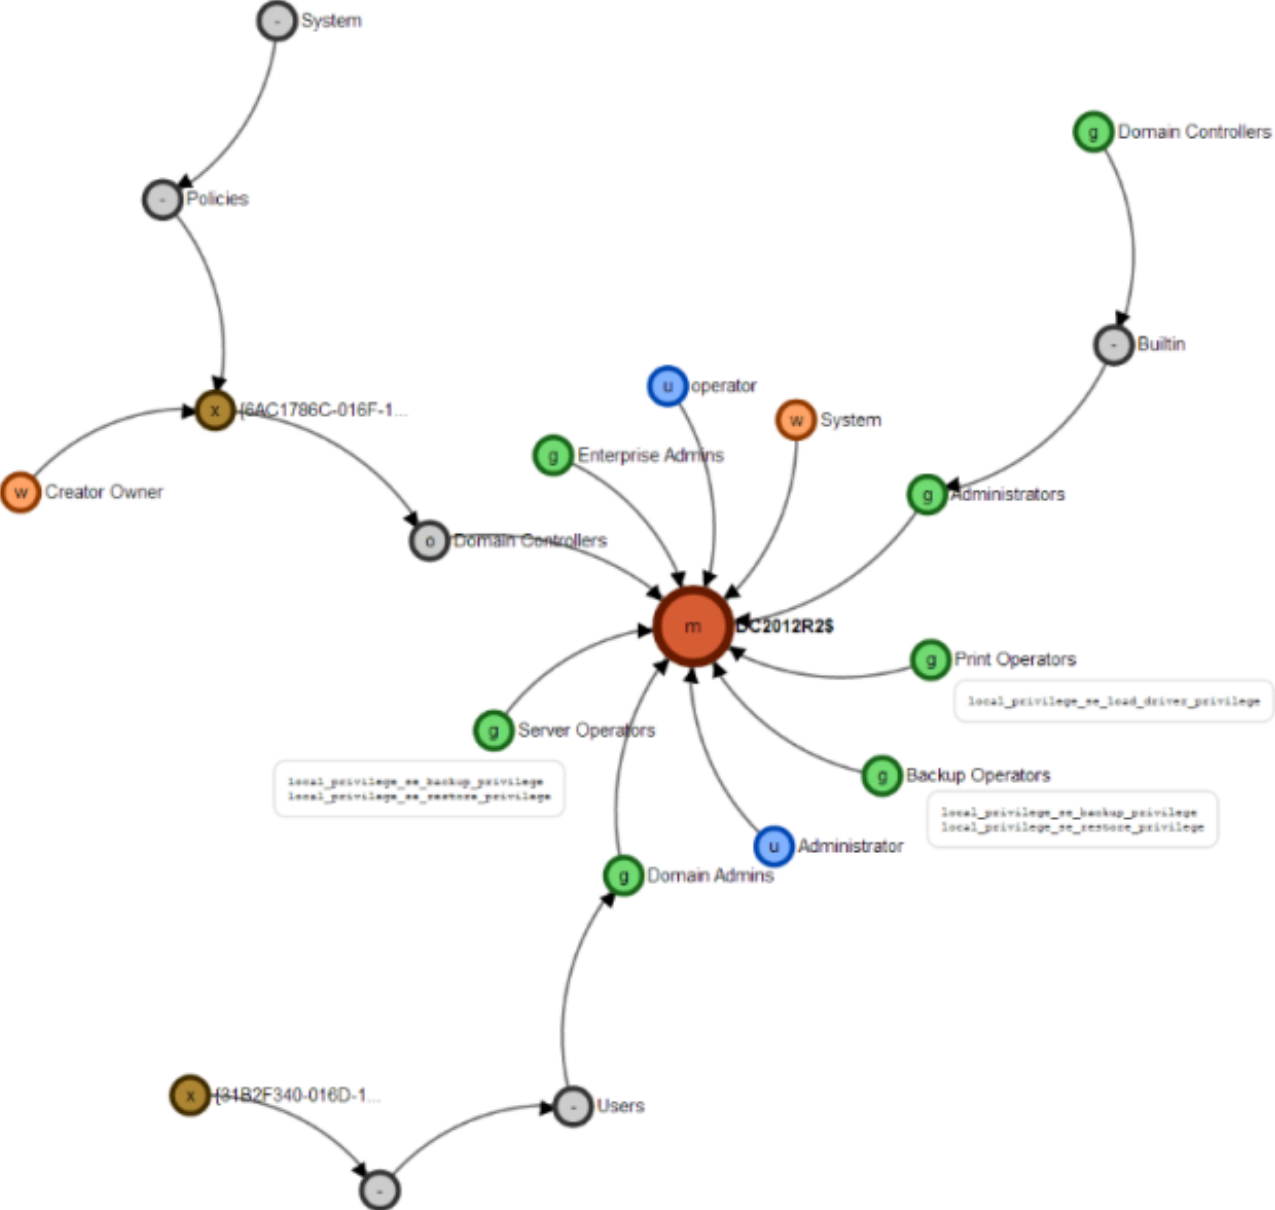 - System
g Domain Controllers
- Policies
- Builtin
u operator
x {6AC1786C-016F-1...
w System
g Enterprise Admins
w Creator Owner
g Administrators
o Domain Controllers
m DC2012R2$
g Print Operators
local_privilege_se_load_driver_privilege
g Server Operators
local_privilege_se_backup_privilege
local_privilege_se_restore_privilege
g Backup Operators
local_privilege_se_backup_privilege
local_privilege_se_restore_privilege
u Administrator
g Domain Admins
x {31B2F340-016D-1...
- Users
-